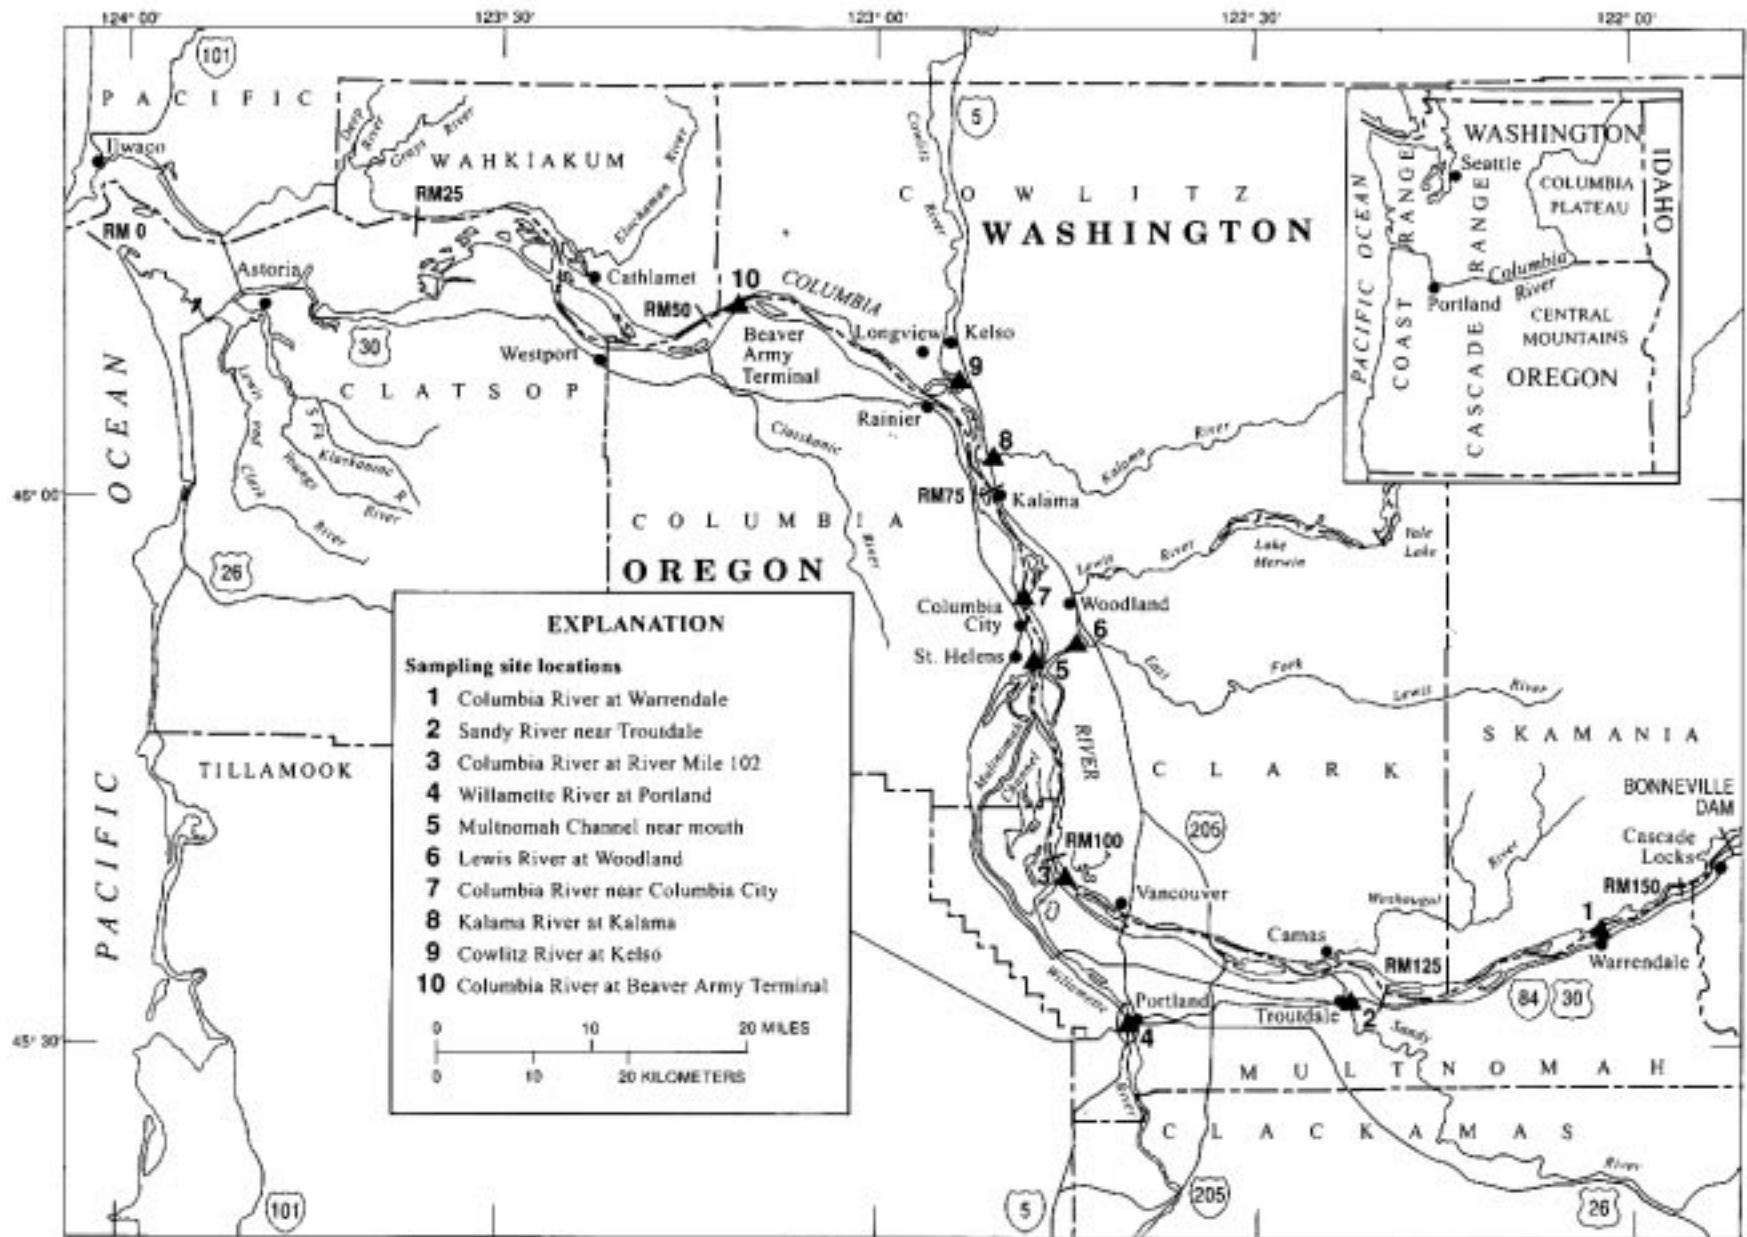 124° 00'
123° 30'
123° 00'
122° 30'
122° 00'
101
PACIFIC
Ilwaco
Deep
River
Grays
River
WAHKIAKUM
RM25
Elochoman
River
RM 0
Astoria
Cathlamet
RM50
10
COLUMBIA
Beaver
Army
Terminal
Westport
30
CLATSOP
Lewis and
Clark
River
S Fk
Klaskanine
R
Youngs
River
Cowlitz
River
5
COWLITZ
WASHINGTON
Longview
Kelso
9
Rainier
8
Kalama
River
RM75
Kalama
Clatskanie
River
COLUMBIA
OREGON
46° 00'
26
PACIFIC OCEAN
TILLAMOOK
Lewis
River
Lake
Merwin
Yale
Lake
Columbia
City
7
Woodland
6
St. Helens
5
East
Fork
Lewis
River
Multnomah
Channel
RIVER
CLARK
SKAMANIA
BONNEVILLE
DAM
Cascade
Locks
RM150
205
RM100
3
Vancouver
Washougal
River
1
Warrendale
Camas
RM125
84
30
Willamette
River
Portland
4
Troutdale
2
Sandy
River
MULTNOMAH
CLACKAMAS
45° 30'
101
5
205
26
WASHINGTON
Seattle
COLUMBIA
PLATEAU
IDAHO
PACIFIC OCEAN
COAST RANGE
CASCADE RANGE
Columbia
River
Portland
CENTRAL
MOUNTAINS
OREGON
EXPLANATION
Sampling site locations
1 Columbia River at Warrendale
2 Sandy River near Troutdale
3 Columbia River at River Mile 102
4 Willamette River at Portland
5 Multnomah Channel near mouth
6 Lewis River at Woodland
7 Columbia River near Columbia City
8 Kalama River at Kalama
9 Cowlitz River at Kelso
10 Columbia River at Beaver Army Terminal
0 10 20 MILES
0 10 20 KILOMETERS